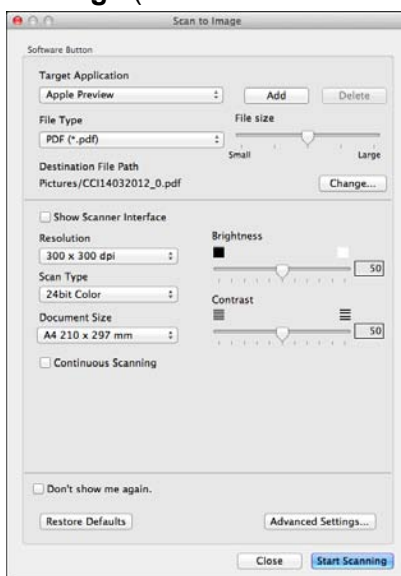 Scan to Image
Software Button
Target Application
Apple Preview
Add
Delete
File Type
File size
PDF (*.pdf)
Small
Large
Destination File Path
Pictures/CCI14032012_0.pdf
Change...
Show Scanner Interface
Resolution
Brightness
300 x 300 dpi
50
Scan Type
24bit Color
Contrast
Document Size
50
A4 210 x 297 mm
Continuous Scanning
Don't show me again.
Restore Defaults
Advanced Settings...
Close
Start Scanning